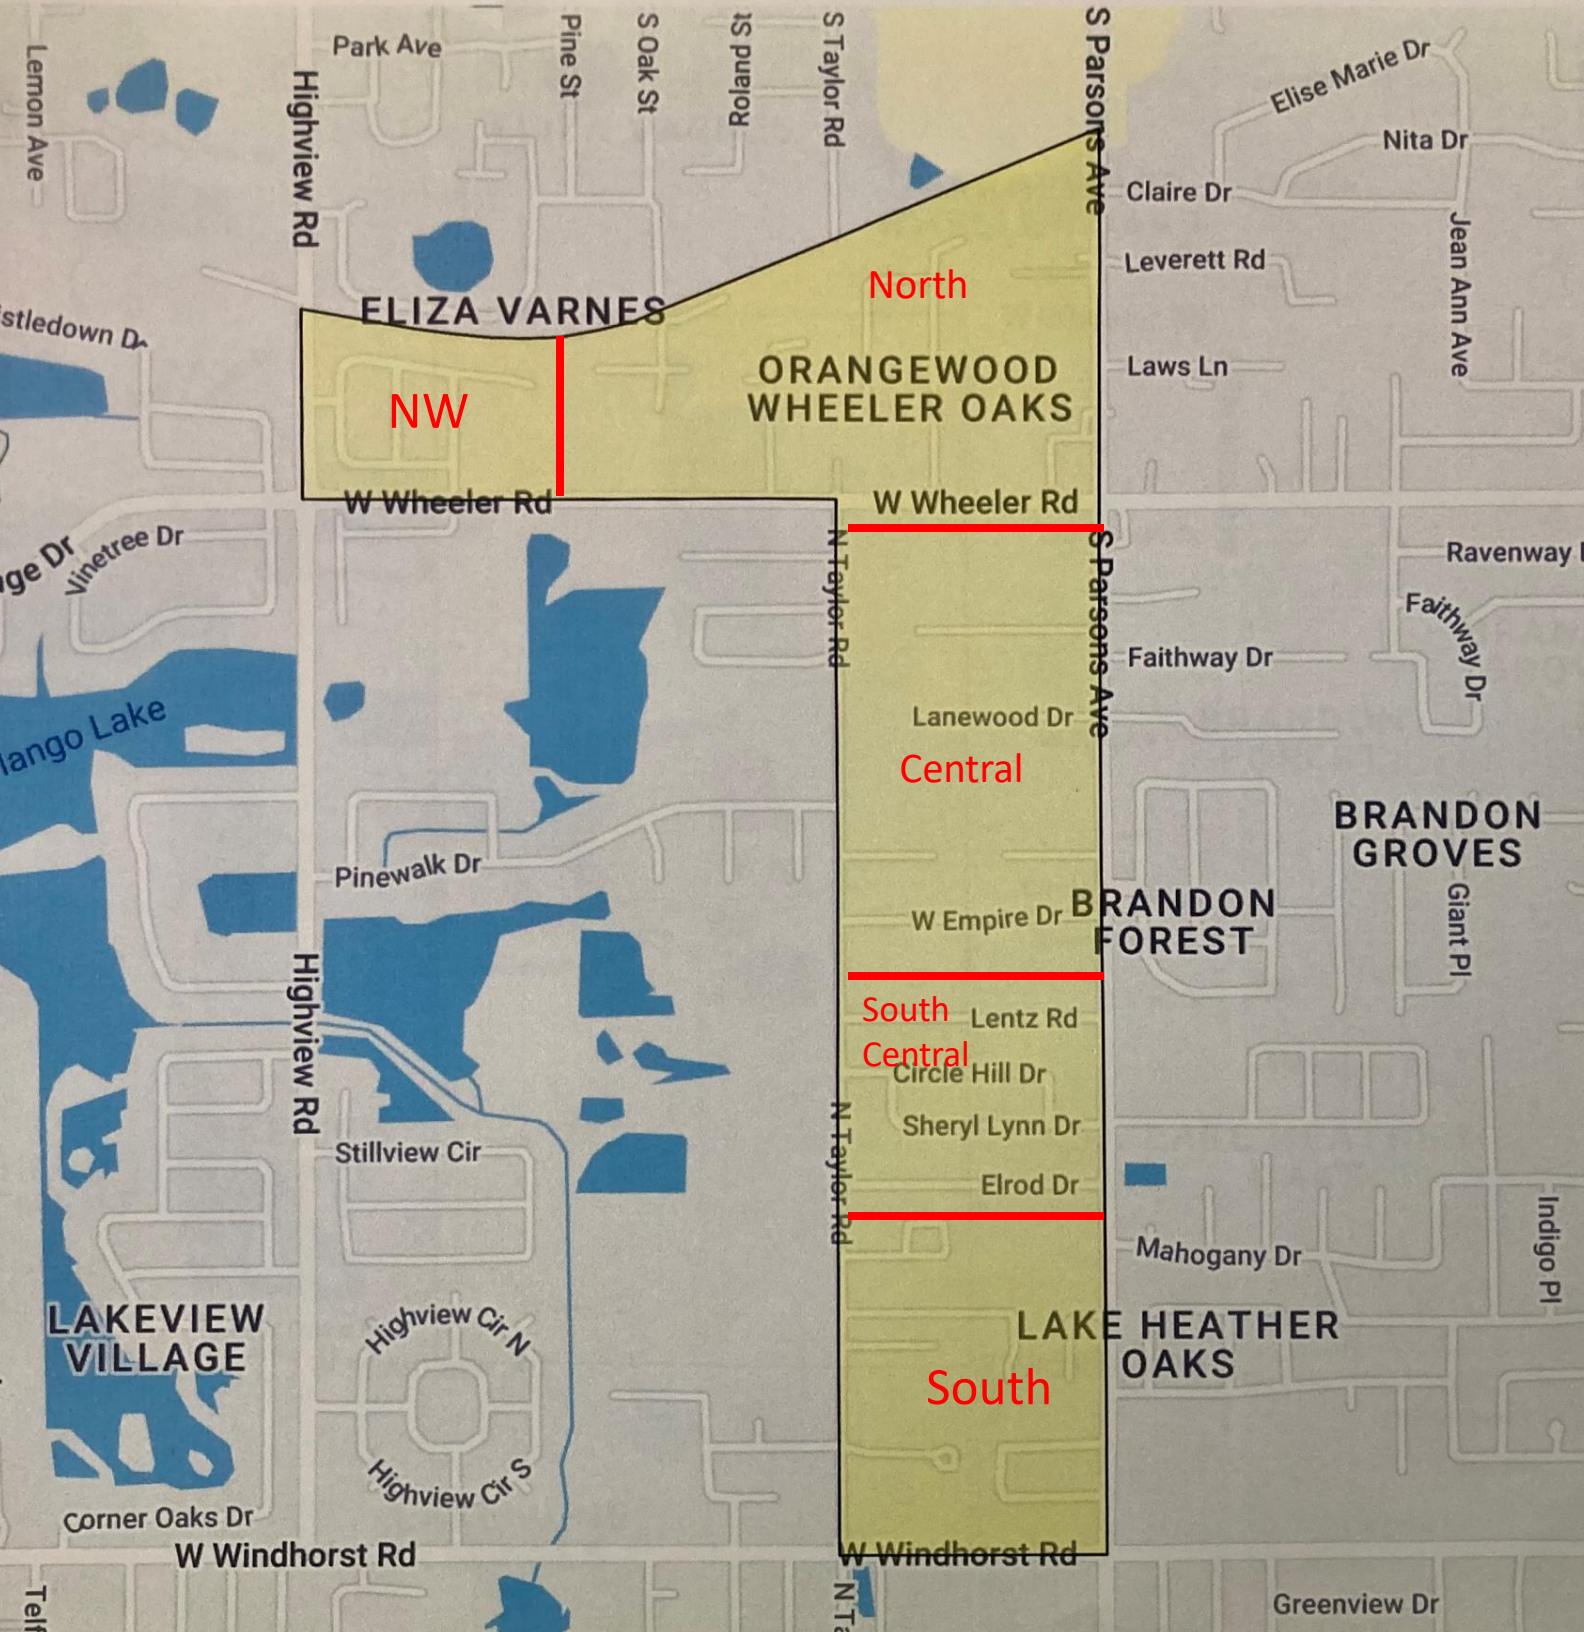 Park Ave
Lemon Ave
Highview Rd
Pine St
S Oak St
Roland St
S Taylor Rd
S Parsons Ave
Elise Marie Dr
Nita Dr
Claire Dr
Leverett Rd
Jean Ann Ave
Laws Ln
North
ELIZA VARNES
stledown Dr
NW
ORANGEWOOD
WHEELER OAKS
W Wheeler Rd
W Wheeler Rd
Vinetree Dr
ge Dr
N Taylor Rd
S Parsons Ave
Ravenway
Faithway Dr
Faithway Dr
Lanewood Dr
Mango Lake
Central
BRANDON
GROVES
Pinewalk Dr
W Empire Dr
BRANDON
FOREST
Giant Pl
Highview Rd
South
Central
Lentz Rd
Circle Hill Dr
Sheryl Lynn Dr
N Taylor Rd
Stillview Cir
Elrod Dr
Mahogany Dr
Indigo Pl
LAKEVIEW
VILLAGE
Highview Cir N
LAKE HEATHER
OAKS
South
Highview Cir S
Corner Oaks Dr
W Windhorst Rd
W Windhorst Rd
Telf
N Ta
Greenview Dr